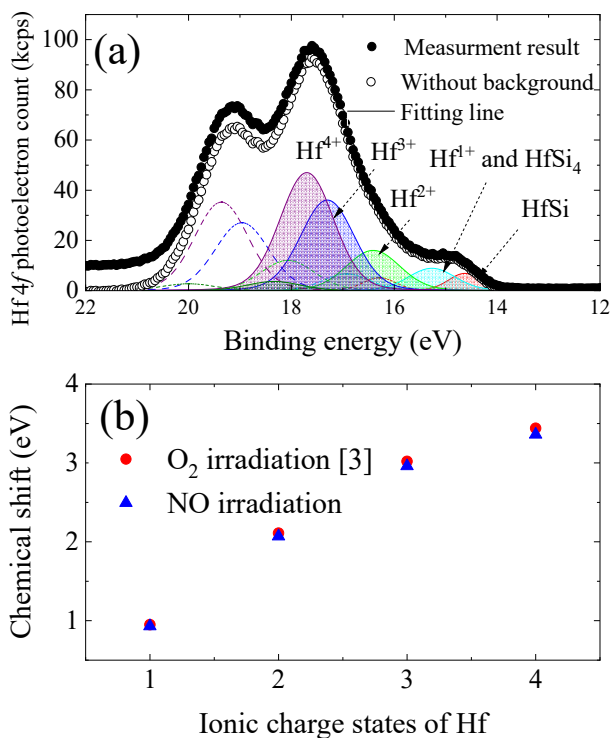 (a)
Hf 4f photoelectron count (kcps)
100
80
60
40
20
0
Measurment result
Without background
Fitting line
Hf4+
Hf3+
Hf2+
Hf1+ and HfSi4
HfSi
22 20 18 16 14 12
Binding energy (eV)
(b)
Chemical shift (eV)
4
3
2
1
O2 irradiation [3]
NO irradiation
1 2 3 4
Ionic charge states of Hf